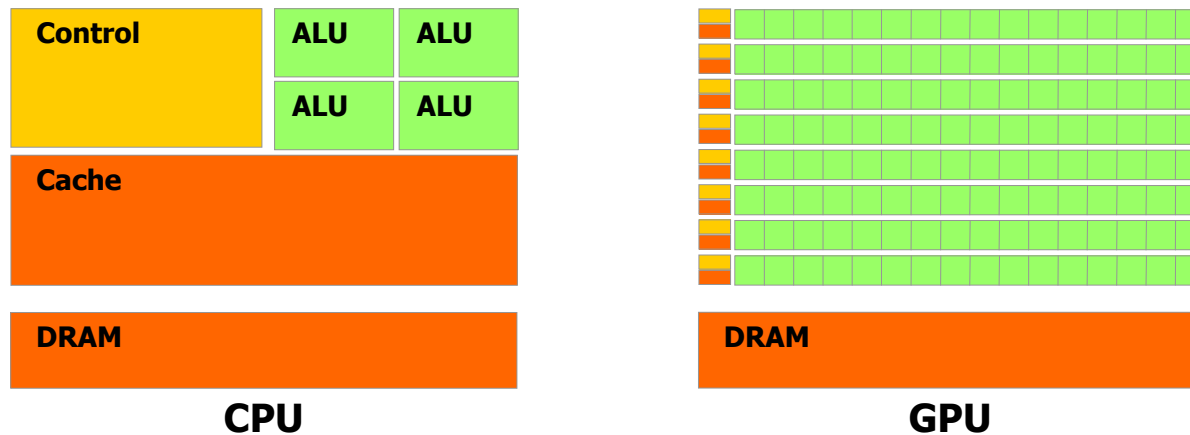 Control
ALU ALU
ALU ALU
Cache
DRAM
CPU
DRAM
GPU